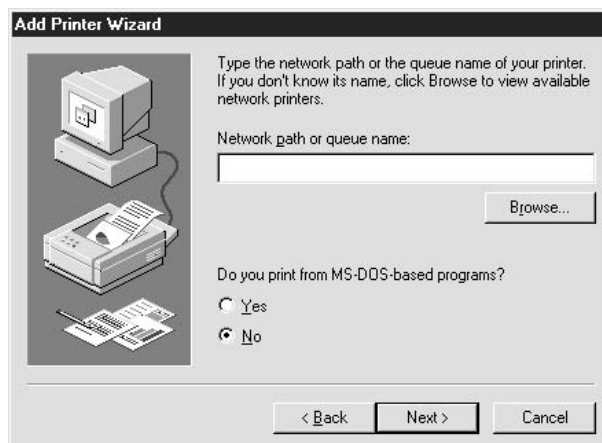 Add Printer Wizard
Type the network path or the queue name of your printer.
If you don't know its name, click Browse to view available
network printers.
Network path or queue name:
Browse...
Do you print from MS-DOS-based programs?
Yes
No
< Back
Next >
Cancel